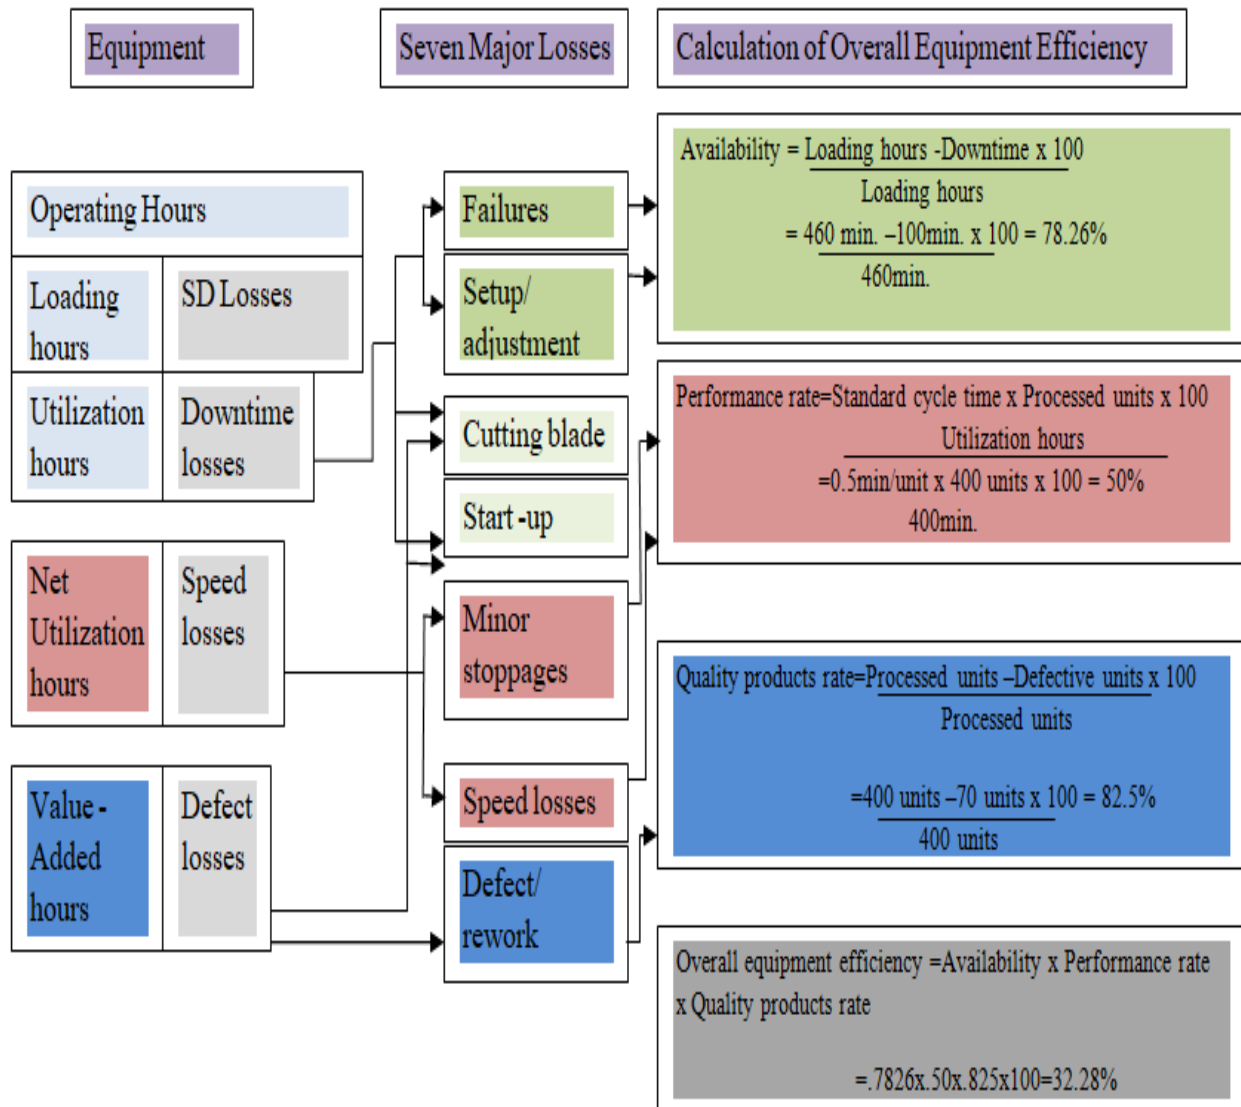 Equipment
Seven Major Losses
Calculation of Overall Equipment Efficiency
Operating Hours
Loading
hours
SD Losses
Utilization
hours
Downtime
losses
Net
Utilization
hours
Speed
losses
Value -
Added
hours
Defect
losses
Failures
Setup/
adjustment
Cutting blade
Start -up
Minor
stoppages
Speed losses
Defect/
rework
Availability = Loading hours -Downtime x 100
Loading hours
= 460 min. –100min. x 100 = 78.26%
460min.
Performance rate=Standard cycle time x Processed units x 100
Utilization hours
=0.5min/unit x 400 units x 100 = 50%
400min.
Quality products rate=Processed units –Defective units x 100
Processed units
=400 units –70 units x 100 = 82.5%
400 units
Overall equipment efficiency =Availability x Performance rate
x Quality products rate
=.7826x.50x.825x100=32.28%